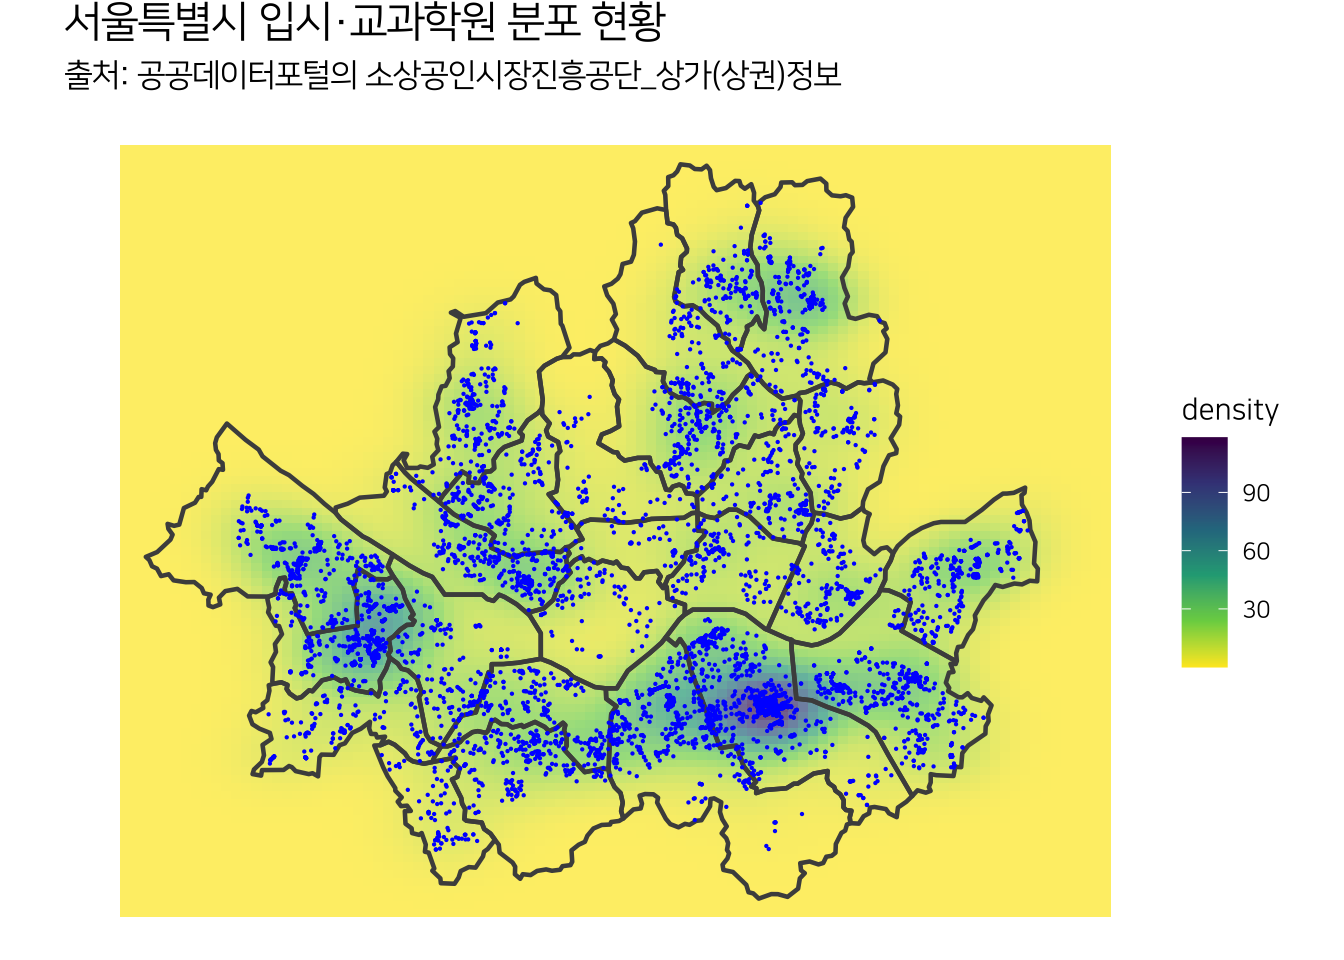 서울특별시 입시·교과학원 분포 현황
출처: 공공데이터포털의 소상공인시장진흥공단_상가(상권)정보
density
90
60
30